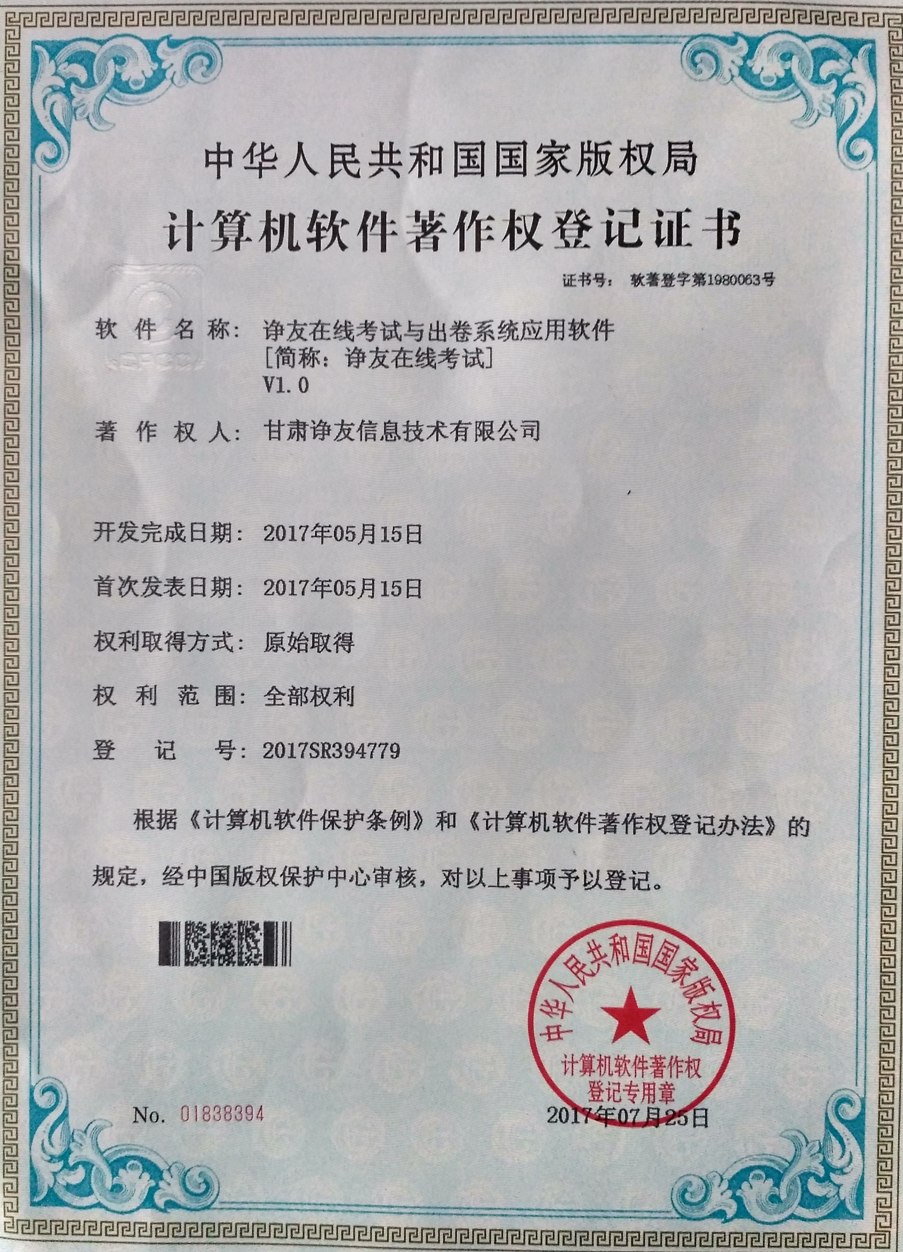 中华人民共和国国家版权局
计算机软件著作权登记证书
证书号： 软著登字第1980063号
软件名称： 诤友在线考试与出卷系统应用软件
[简称：诤友在线考试]
V1.0
著作权人： 甘肃诤友信息技术有限公司
开发完成日期： 2017年05月15日
首次发表日期： 2017年05月15日
权利取得方式： 原始取得
权利范围： 全部权利
登记号： 2017SR394779
根据《计算机软件保护条例》和《计算机软件著作权登记办法》的
规定，经中国版权保护中心审核，对以上事项予以登记。
中华人民共和国国家版权局
计算机软件著作权
登记专用章
No. 01838394
2017年07月25日